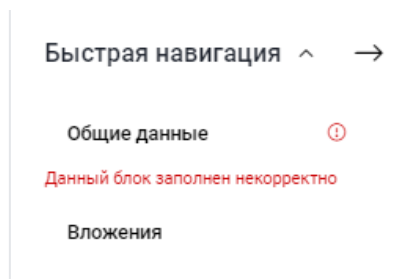 Быстрая навигация
Общие данные
Данный блок заполнен некорректно
Вложения